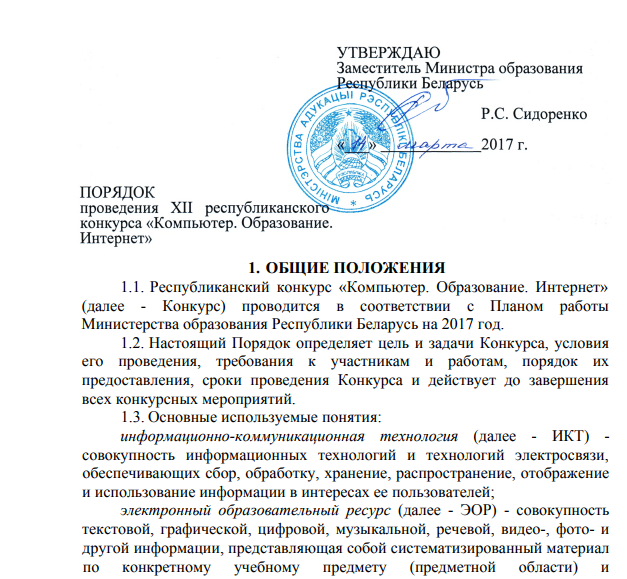 УТВЕРЖДАЮ
Заместитель Министра образования
Республики Беларусь
Р.С. Сидоренко
« 14 » марта 2017 г.
МІНІСТЭРСТВА АДУКАЦЫІ РЭСПУБЛІКІ БЕЛАРУСЬ *
ПОРЯДОК
проведения XII республиканского
конкурса «Компьютер. Образование.
Интернет»
1. ОБЩИЕ ПОЛОЖЕНИЯ
1.1. Республиканский конкурс «Компьютер. Образование. Интернет»
(далее - Конкурс) проводится в соответствии с Планом работы
Министерства образования Республики Беларусь на 2017 год.
1.2. Настоящий Порядок определяет цель и задачи Конкурса, условия
его проведения, требования к участникам и работам, порядок их
предоставления, сроки проведения Конкурса и действует до завершения
всех конкурсных мероприятий.
1.3. Основные используемые понятия:
информационно-коммуникационная технология (далее - ИКТ) -
совокупность информационных технологий и технологий электросвязи,
обеспечивающих сбор, обработку, хранение, распространение, отображение
и использование информации в интересах ее пользователей;
электронный образовательный ресурс (далее - ЭОР) - совокупность
текстовой, графической, цифровой, музыкальной, речевой, видео-, фото- и
другой информации, представляющая собой систематизированный материал
по конкретному учебному предмету (предметной области) и